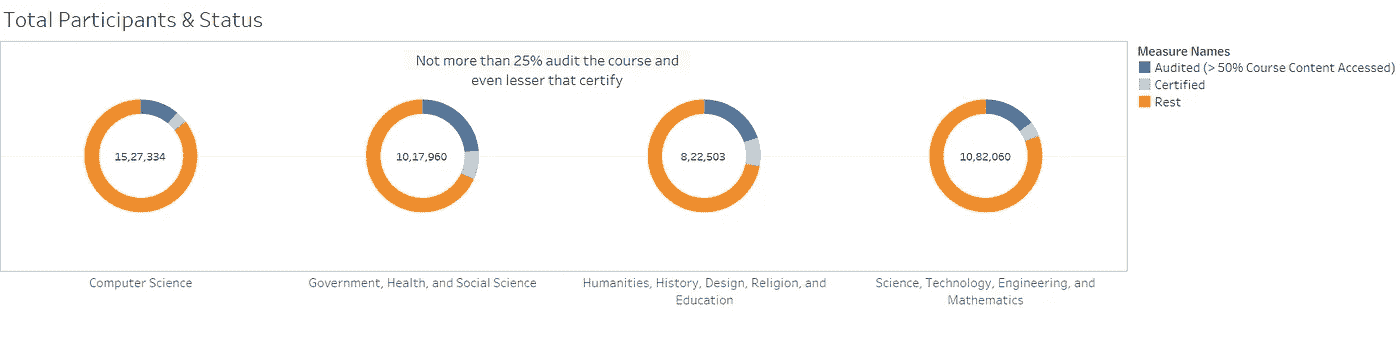 Total Participants & Status
Not more than 25% audit the course and
even lesser that certify
Measure Names
Audited (> 50% Course Content Accessed)
Certified
Rest
15,27,334
10,17,960
8,22,503
10,82,060
Computer Science
Government, Health, and Social Science
Humanities, History, Design, Religion, and
Education
Science, Technology, Engineering, and
Mathematics